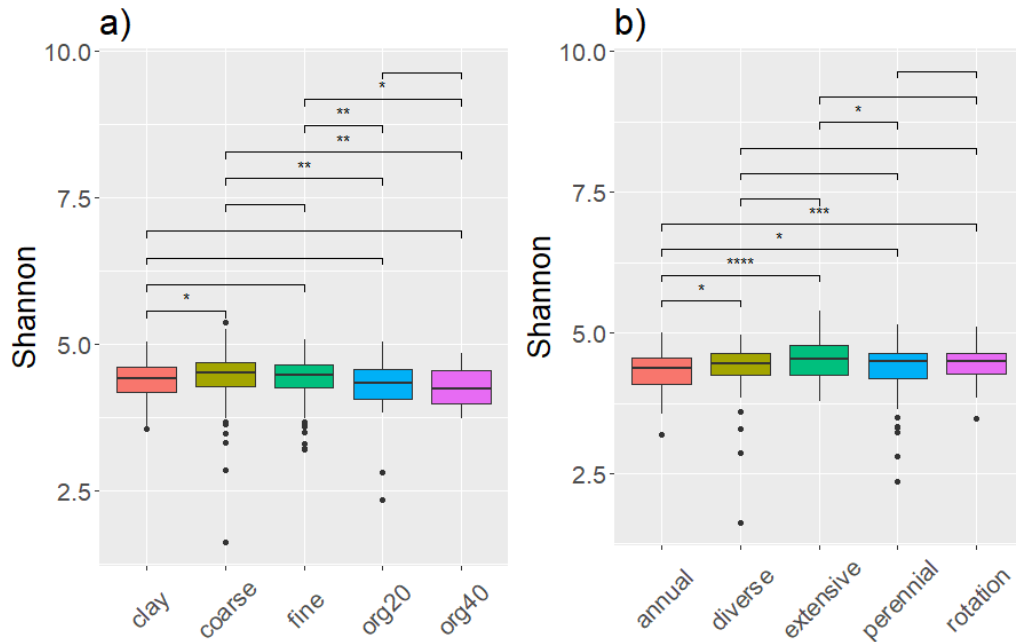 a)
Shannon
10.0
7.5
5.0
2.5
*
**
**
**
*
clay
coarse
fine
org20
org40
b)
Shannon
10.0
7.5
5.0
2.5
*
***
*
****
*
annual
diverse
extensive
perennial
rotation